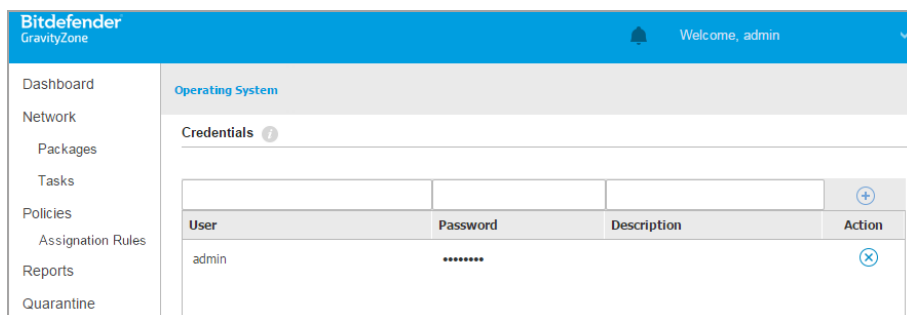 Bitdefender
GravityZone
Welcome, admin
Dashboard
Network
Packages
Tasks
Policies
Assignation Rules
Reports
Quarantine
Operating System
Credentials i
User Password Description Action
admin ••••••••